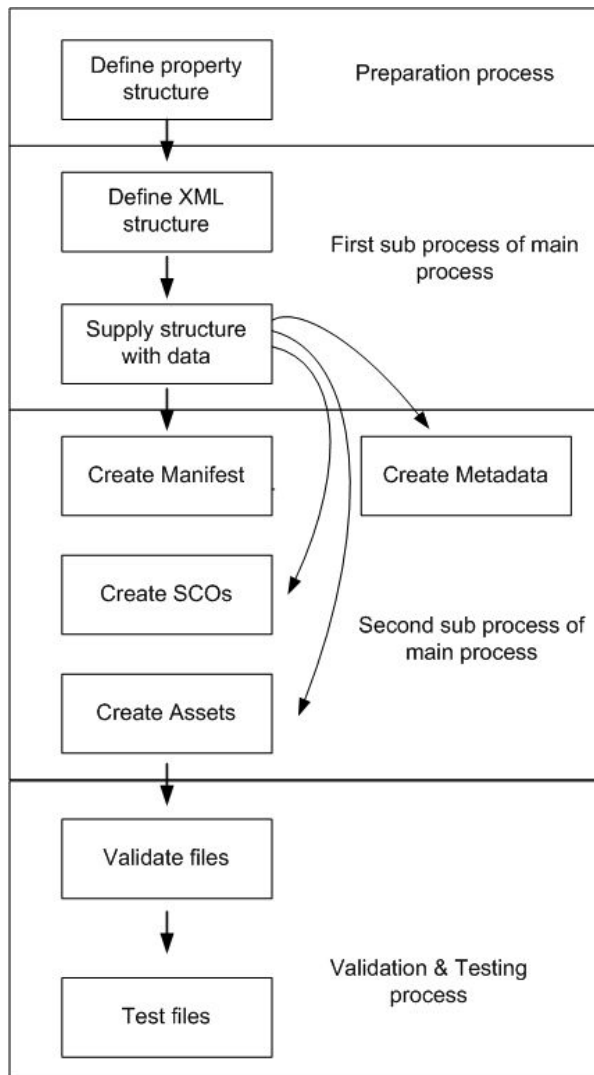 Define property
structure
Preparation process
Define XML
structure
First sub process of main
process
Supply structure
with data
Create Manifest
Create Metadata
Create SCOs
Second sub process of
main process
Create Assets
Validate files
Validation & Testing
process
Test files